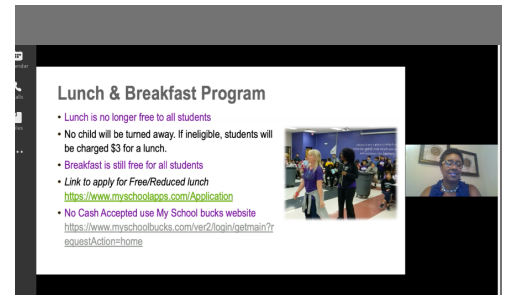 endar
alls
iles
Lunch & Breakfast Program
• Lunch is no longer free to all students
• No child will be turned away. If ineligible, students will
be charged $3 for a lunch.
• Breakfast is still free for all students
• Link to apply for Free/Reduced lunch
https://www.myschoolapps.com/Application
• No Cash Accepted use My School bucks website
https://www.myschoolbucks.com/ver2/login/getmain?r
equestAction=home